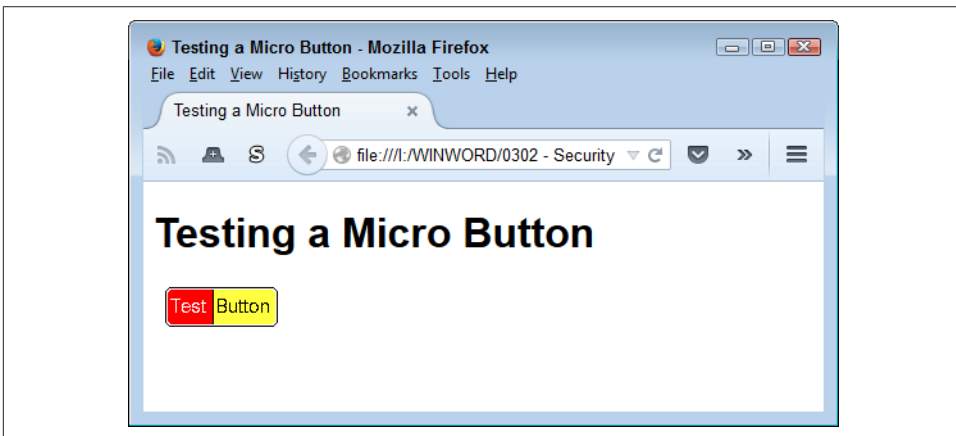 Testing a Micro Button - Mozilla Firefox
File Edit View History Bookmarks Tools Help
Testing a Micro Button
file:///I:/WINWORD/0302 - Security
Testing a Micro Button
Test Button